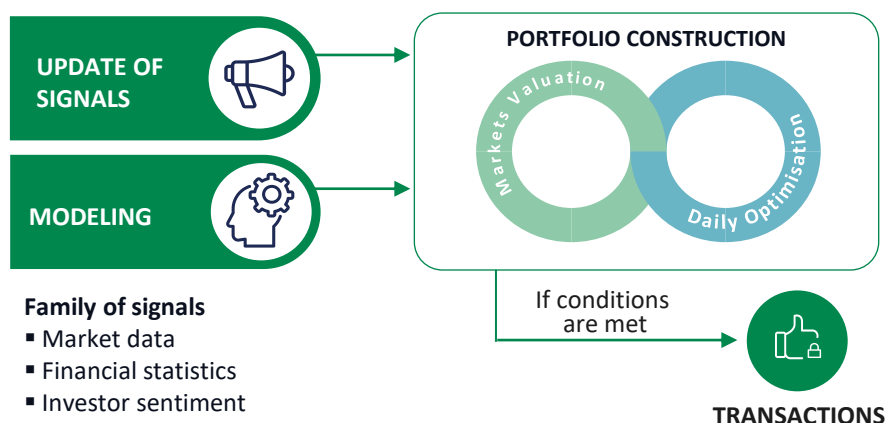 UPDATE OF
SIGNALS
MODELING
Family of signals
▪ Market data
▪ Financial statistics
▪ Investor sentiment
PORTFOLIO CONSTRUCTION
Markets Valuation
Daily Optimisation
If conditions
are met
TRANSACTIONS